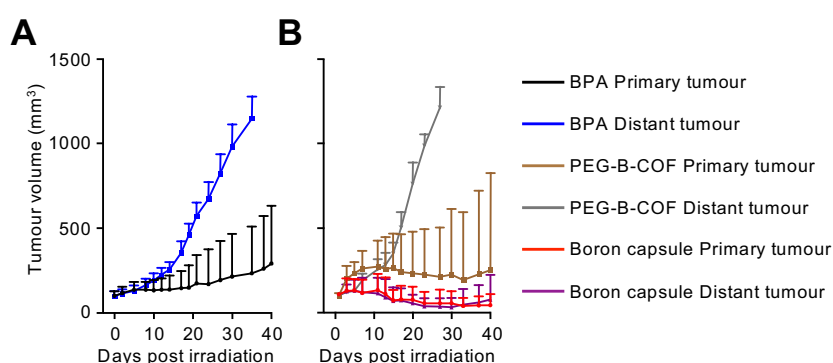 A
B
1500
1000
500
0
Tumour volume (mm³)
0 10 20 30 40
Days post irradiation
0 10 20 30 40
Days post irradiation
BPA Primary tumour
BPA Distant tumour
PEG-B-COF Primary tumour
PEG-B-COF Distant tumour
Boron capsule Primary tumour
Boron capsule Distant tumour